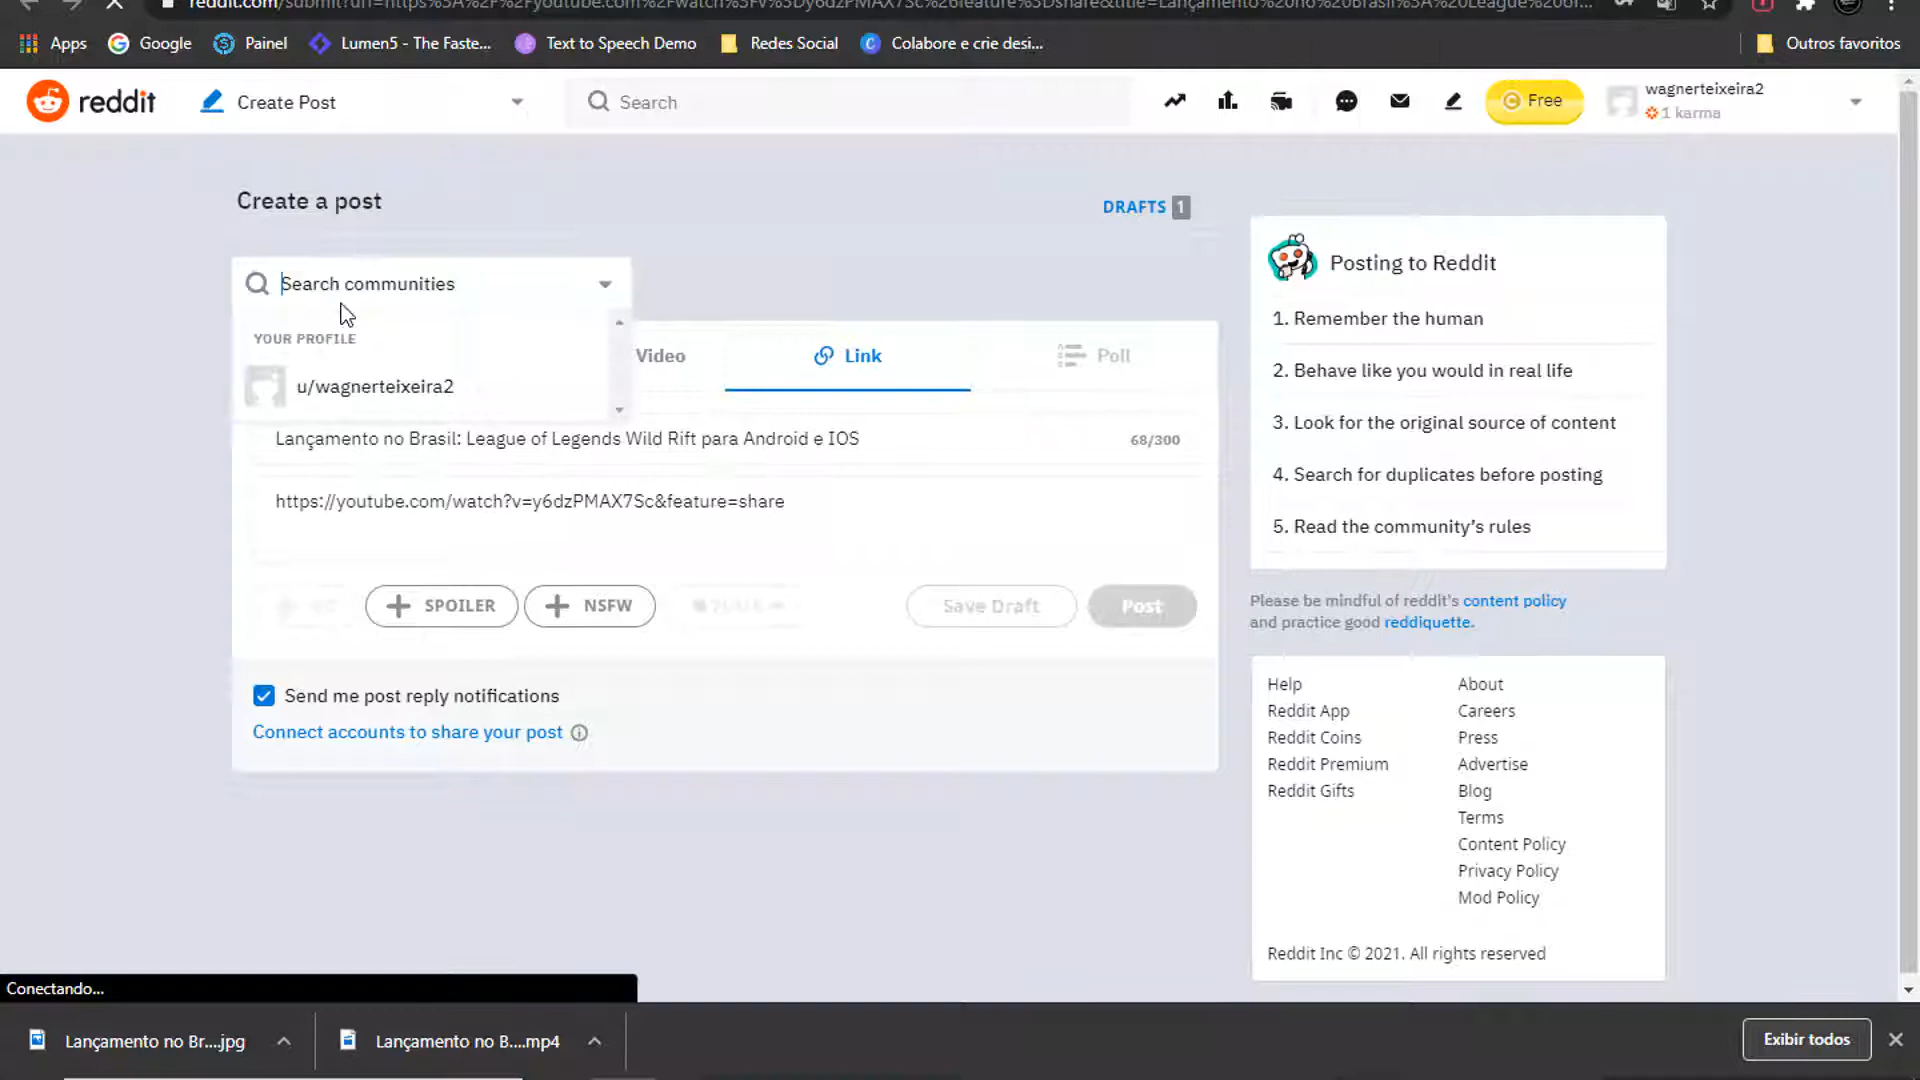 Apps
Google
Painel
Lumen5 - The Faste...
Text to Speech Demo
Redes Social
Colabore e crie desi...
Outros favoritos
reddit
Create Post
Search
Free
wagnerteixeira2
1 karma
Create a post
DRAFTS 1
Search communities
YOUR PROFILE
u/wagnerteixeira2
Video
Link
Poll
Lançamento no Brasil: League of Legends Wild Rift para Android e IOS
68/300
https://youtube.com/watch?v=y6dzPMAX7Sc&feature=share
SPOILER
NSFW
Save Draft
Post
Send me post reply notifications
Connect accounts to share your post
Posting to Reddit
1. Remember the human
2. Behave like you would in real life
3. Look for the original source of content
4. Search for duplicates before posting
5. Read the community's rules
Please be mindful of reddit's content policy
and practice good reddiquette.
Help
Reddit App
Reddit Coins
Reddit Premium
Reddit Gifts
About
Careers
Press
Advertise
Blog
Terms
Content Policy
Privacy Policy
Mod Policy
Reddit Inc © 2021. All rights reserved
Conectando...
Lançamento no Br....jpg
Lançamento no B....mp4
Exibir todos